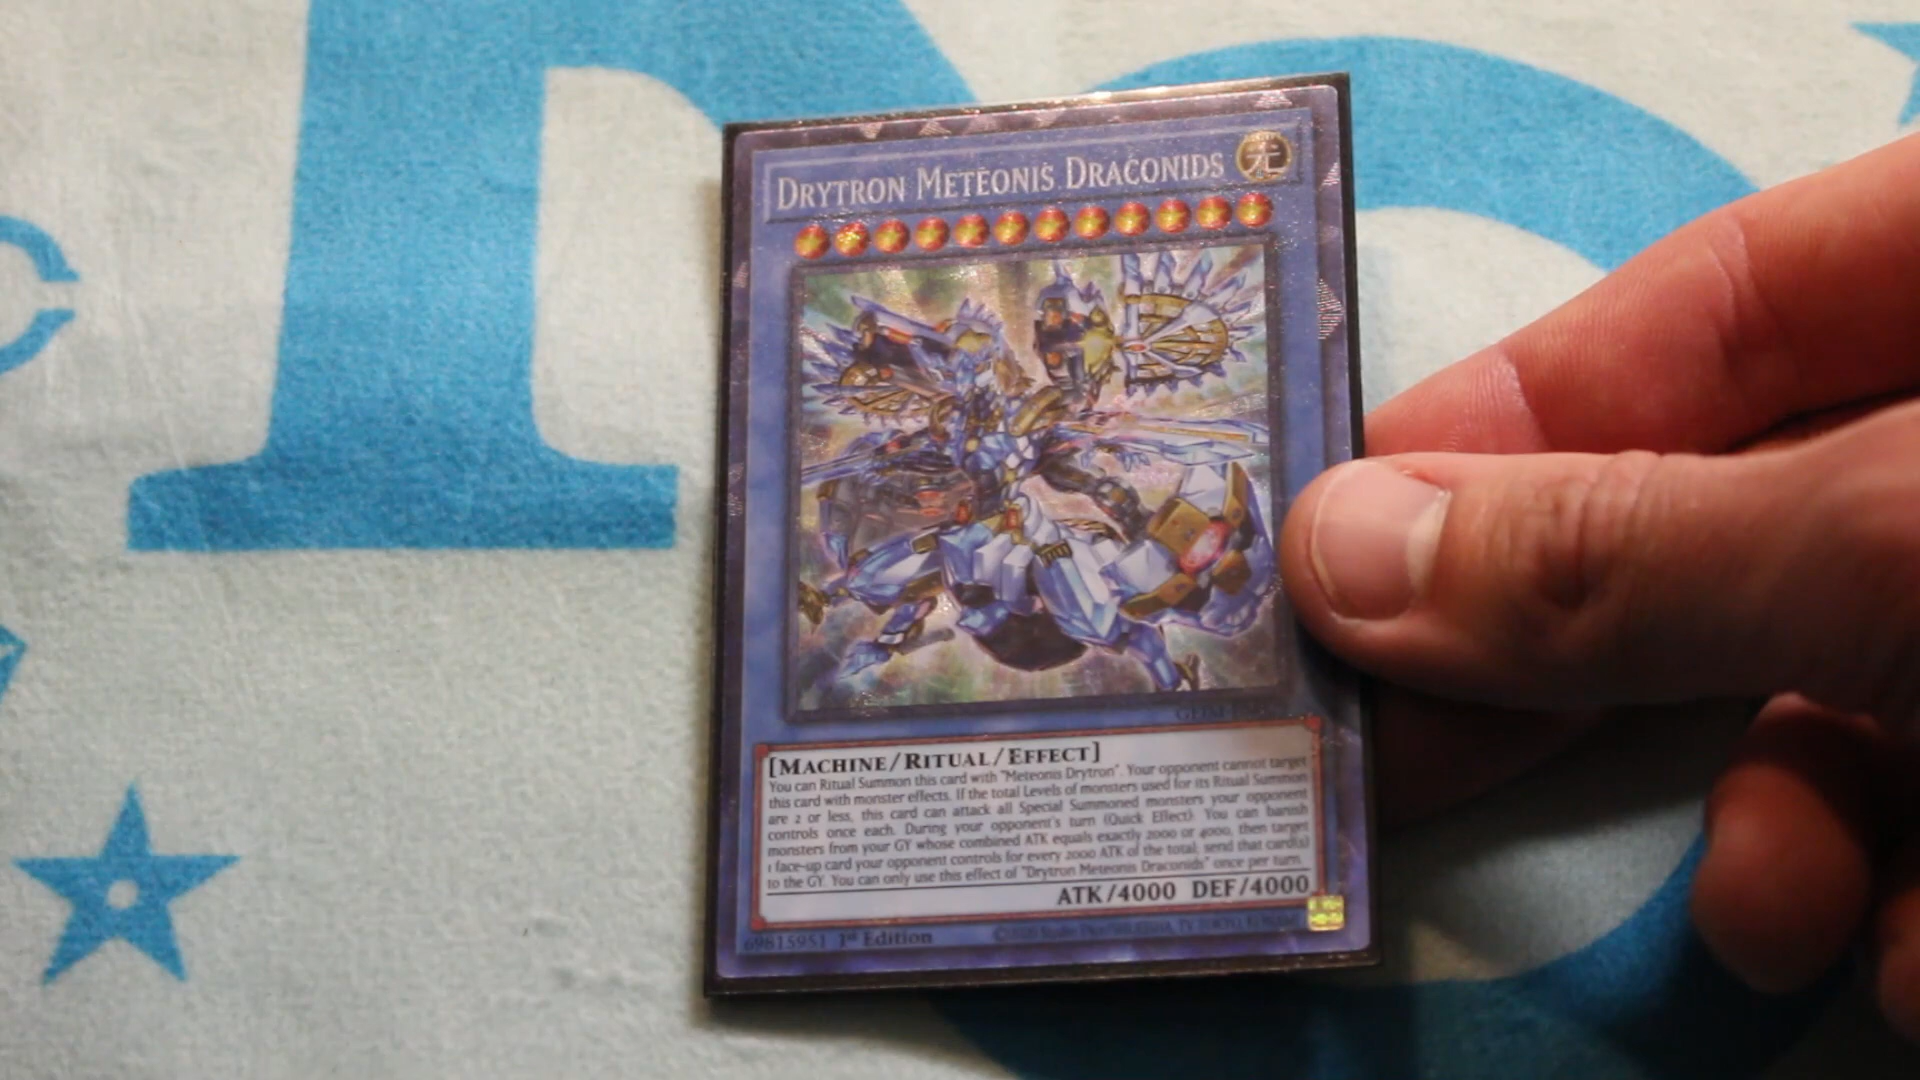 DRYTRON METEONIS DRACONIDS
[MACHINE/RITUAL/EFFECT]
You can Ritual Summon this card with "Meteonis Drytron". Your opponent cannot target
this card with monster effects. If the total Levels of monsters used for its Ritual Summon
are 2 or less, this card can attack all Special Summoned monsters your opponent
controls once each. During your opponent's turn (Quick Effect): You can banish
monsters from your GY whose combined ATK equals exactly 2000 or 4000, then target
1 face-up card your opponent controls for every 2000 ATK of the total; send that card(s)
to the GY. You can only use this effect of "Drytron Meteonis Draconids" once per turn.
ATK/4000 DEF/4000
69815951 1st Edition